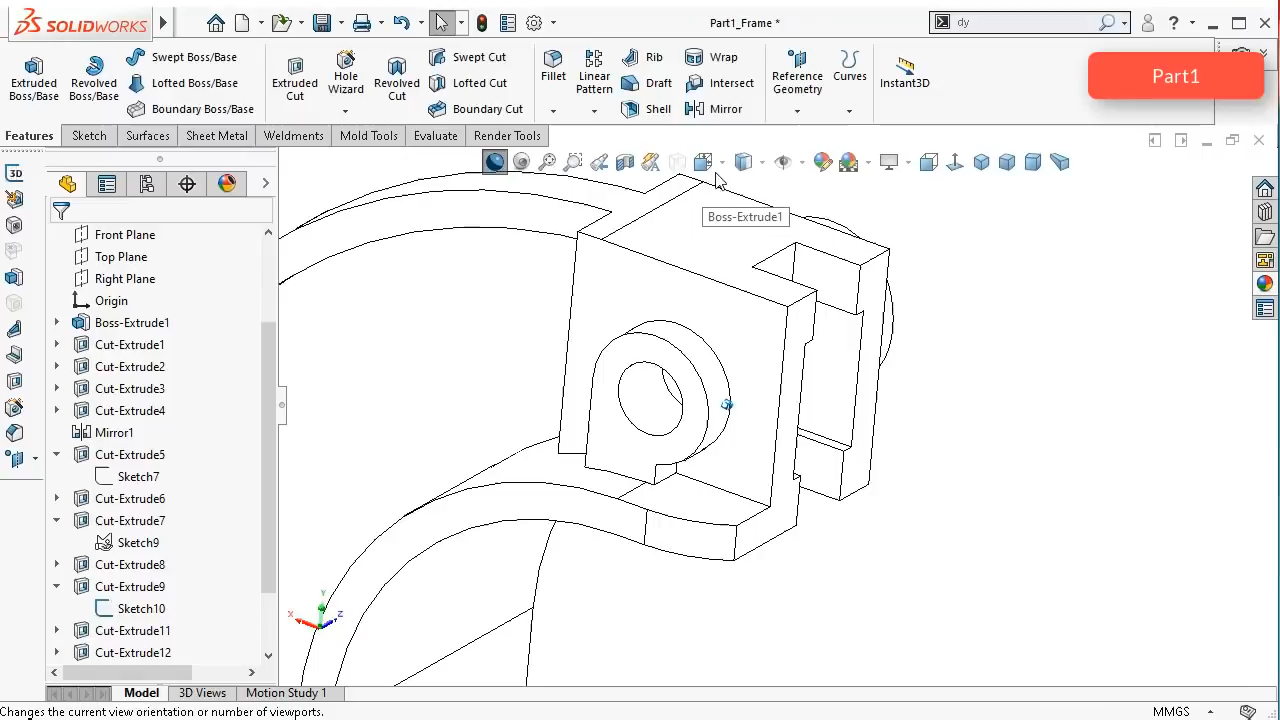 SOLIDWORKS
Part1_Frame *
dy
Part1
Extruded
Boss/Base
Revolved
Boss/Base
Swept Boss/Base
Lofted Boss/Base
Boundary Boss/Base
Extruded
Cut
Hole
Wizard
Revolved
Cut
Swept Cut
Cut
Boundary Cut
Fillet
Linear
Pattern
Rib
Draft
Shell
Wrap
Intersect
Mirror
Reference
Geometry
Curves
Instant3D
Features
Sketch
Surfaces
Sheet Metal
Weldments
Mold Tools
Evaluate
Render Tools
3D
Front Plane
Top Plane
Right Plane
Origin
Boss-Extrude1
Cut-Extrude1
Cut-Extrude2
Cut-Extrude3
Cut-Extrude4
Mirror1
Cut-Extrude5
Sketch7
Cut-Extrude6
Cut-Extrude7
Sketch9
Cut-Extrude8
Cut-Extrude9
Sketch10
Cut-Extrude11
Cut-Extrude12
Boss-Extrude1
Y
X
Z
Model
3D Views
Motion Study 1
Changes the current view orientation or number of viewports.
MMGS